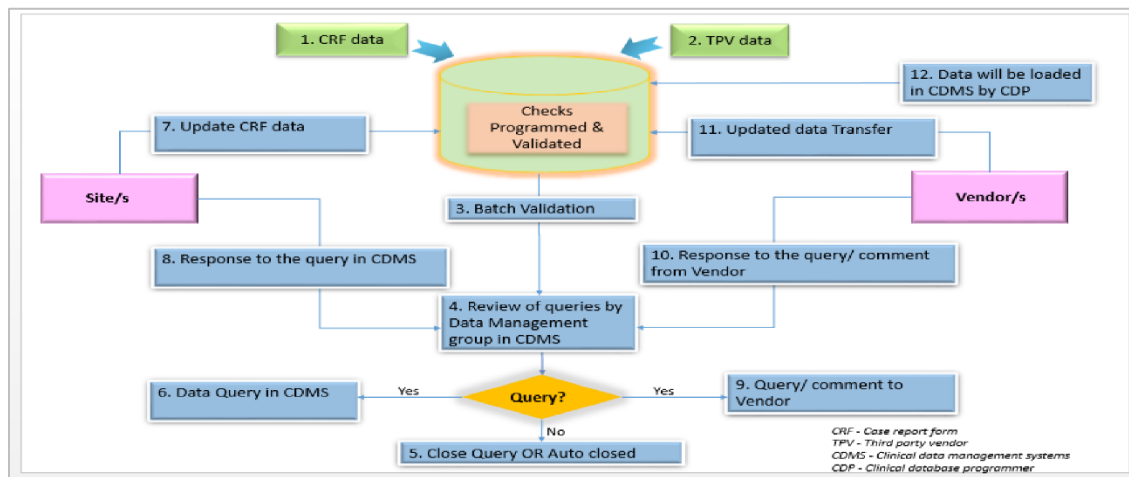 1. CRF data
2. TPV data
12. Data will be loaded
in CDMS by CDP
Checks
Programmed &
Validated
7. Update CRF data
11. Updated data Transfer
Site/s
Vendor/s
3. Batch Validation
8. Response to the query in CDMS
10. Response to the query/ comment
from Vendor
4. Review of queries by
Data Management
group in CDMS
6. Data Query in CDMS
Yes
Query?
Yes
9. Query/ comment to
Vendor
No
5. Close Query OR Auto closed
CRF - Case report form
TPV - Third party vendor
CDMS - Clinical data management systems
CDP - Clinical database programmer